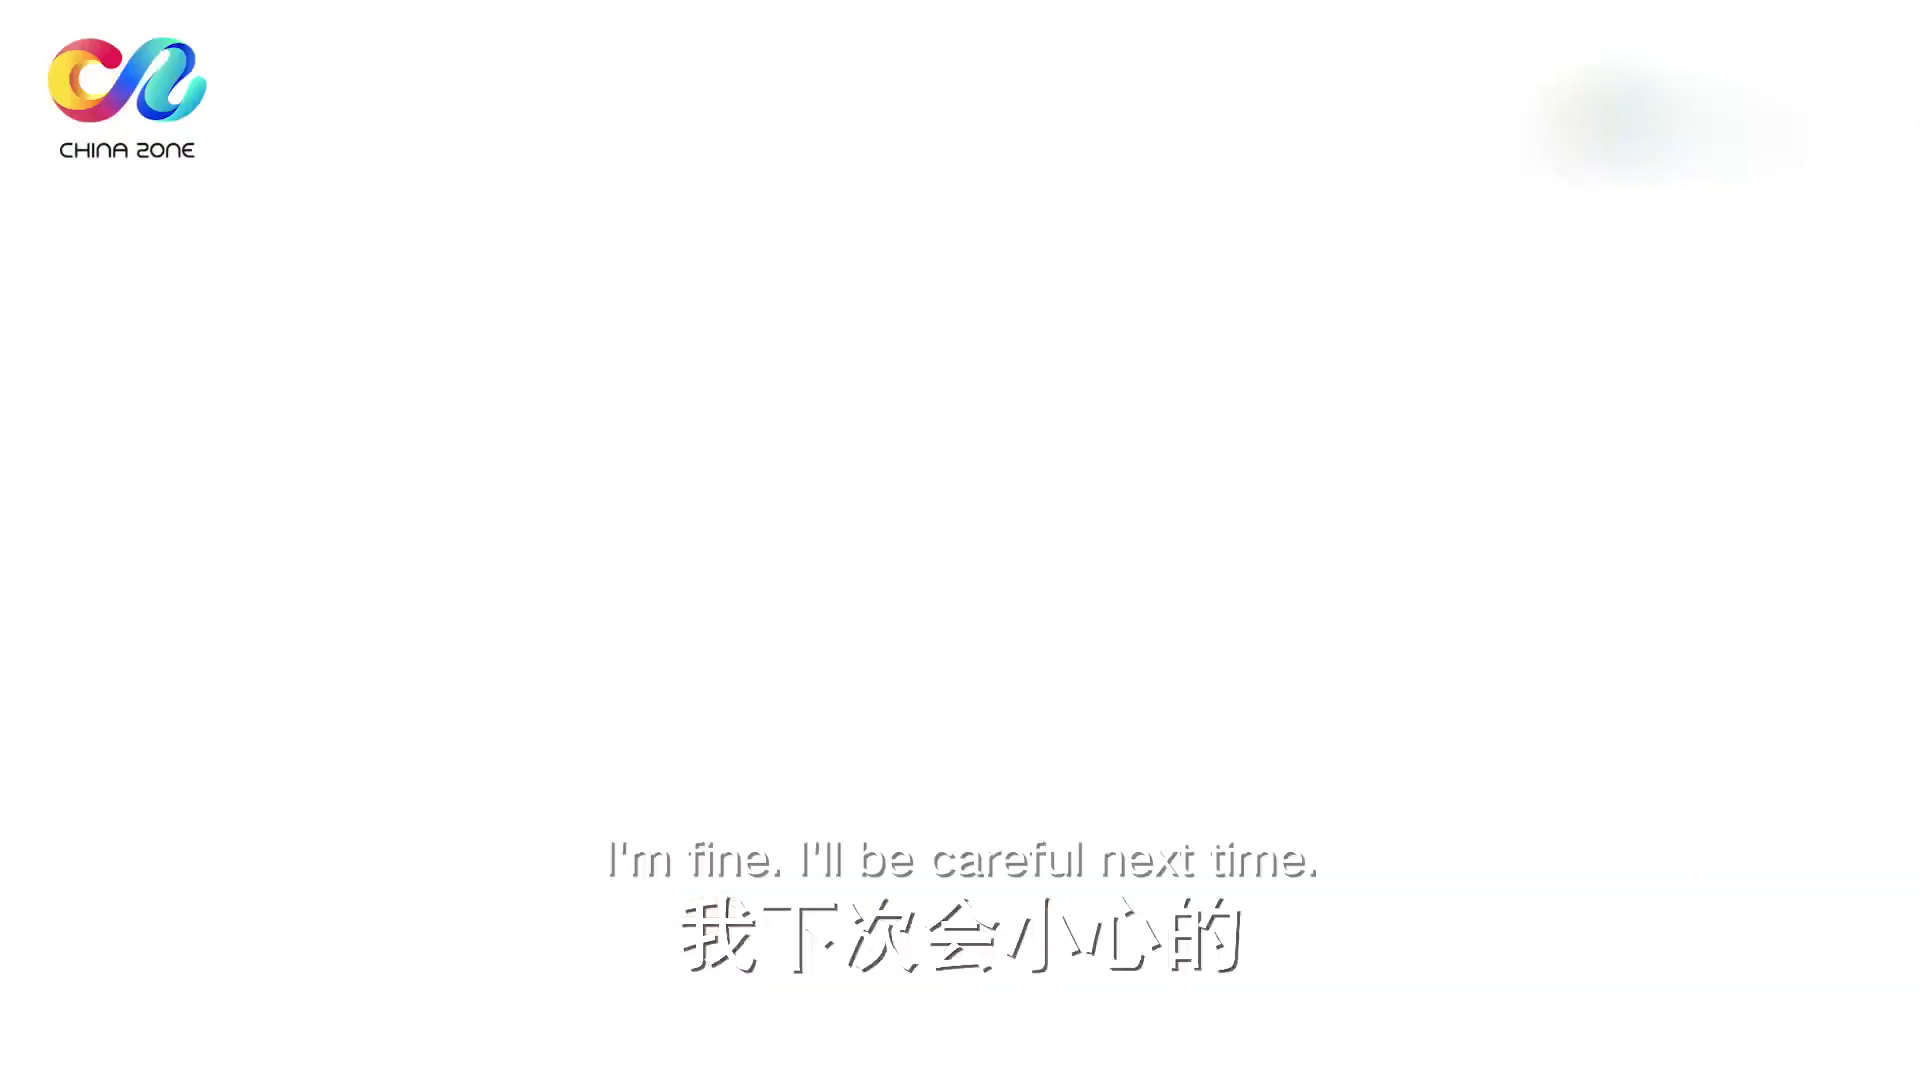 CHINA ZONE
I'm fine. I'll be careful next time.
我下次会小心的